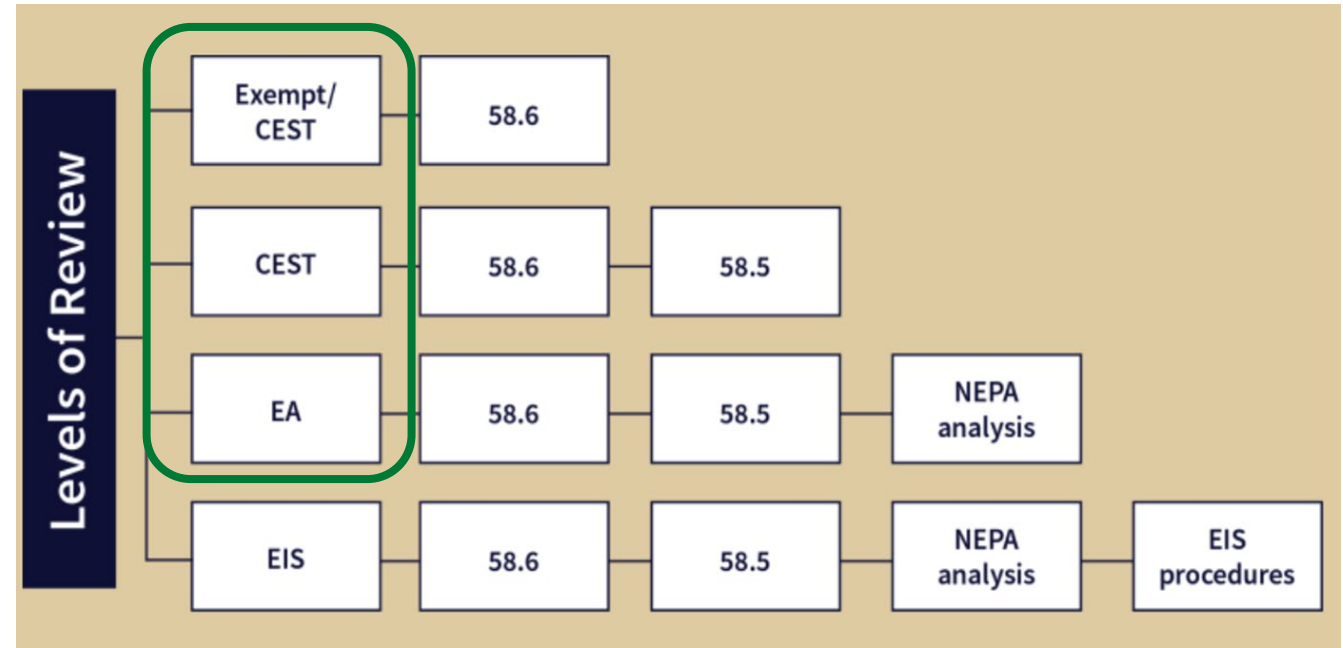 Levels of Review
Exempt/
CEST
58.6
CEST
58.6
58.5
EA
58.6
58.5
NEPA
analysis
EIS
58.6
58.5
NEPA
analysis
EIS
procedures